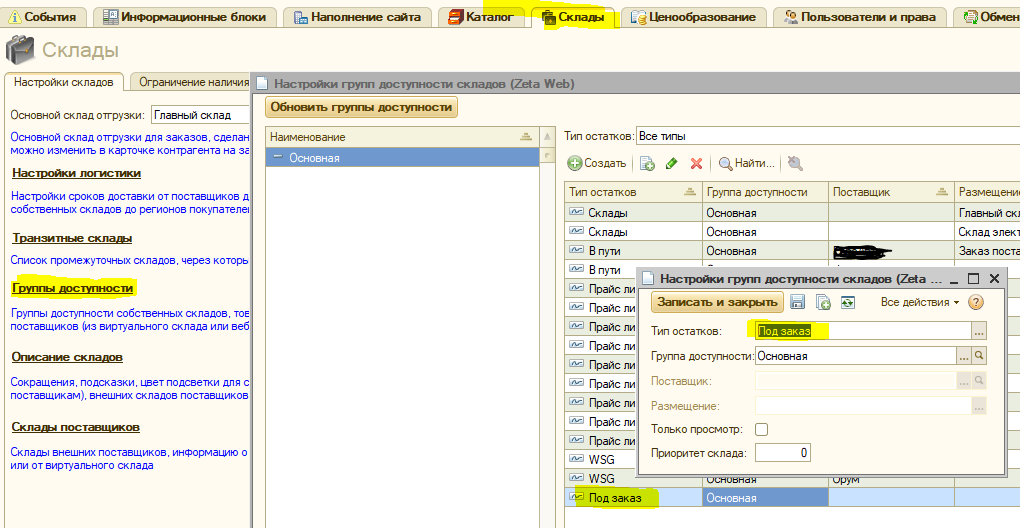 События Информационные блоки Наполнение сайта Каталог Склады Ценообразование Пользователи и права Обмен
Склады
Настройки складов Ограничение наличия
Основной склад отгрузки: Главный склад
Основной склад отгрузки для заказов, сделан
можно изменить в карточке контрагента на за
Настройки логистики
Настройки сроков доставки от поставщиков д
собственных складов до регионов покупателе
Транзитные склады
Список промежуточных складов, через которы
Группы доступности
Группы доступности собственных складов, тов
поставщиков (из виртуального склада или веб
Описание складов
Сокращения, подсказки, цвет подсветки для с
поставщикам), внешних складов поставщиков
Склады поставщиков
Склады внешних поставщиков, информацию о
или от виртуального склада
Настройки групп доступности складов (Zeta Web)
Обновить группы доступности
Наименование
Основная
Тип остатков: Все типы
Создать Найти...
Тип остатков Группа доступности Поставщик Размещение
Склады Основная Главный скл
Склады Основная Склад элект
В пути Основная Заказ поста
В пути
Прайс ли
Прайс ли
Прайс ли
Прайс ли
Прайс ли
Прайс ли
Прайс ли
Прайс ли
Прайс ли
WSG
WSG Основная Орум
Под заказ Основная
Настройки групп доступности складов (Zeta ...
Записать и закрыть Все действия
Тип остатков: Под заказ
Группа доступности: Основная
Поставщик:
Размещение:
Только просмотр:
Приоритет склада: 0